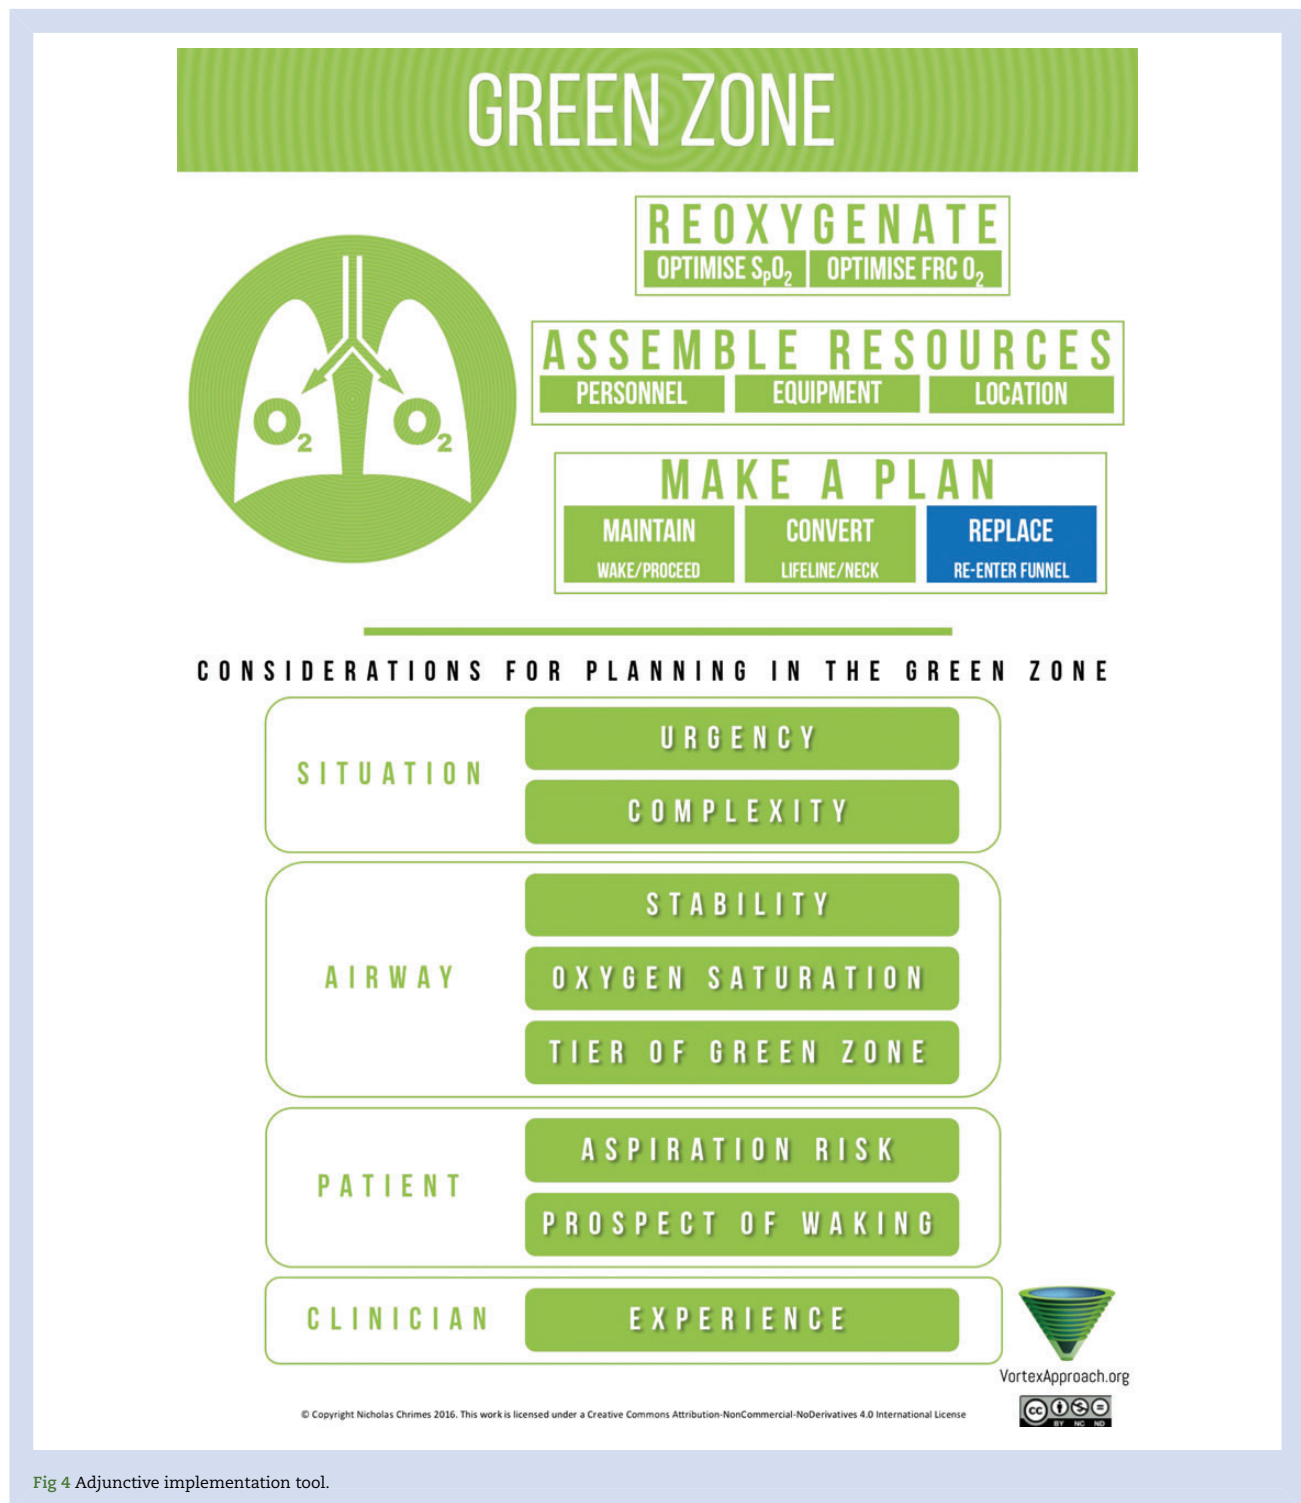 GREEN ZONE
REOXYGENATE
OPTIMISE SpO2 OPTIMISE FRC O2
ASSEMBLE RESOURCES
PERSONNEL EQUIPMENT LOCATION
O2 O2
MAKE A PLAN
MAINTAIN CONVERT REPLACE
WAKE/PROCEED LIFELINE/NECK RE-ENTER FUNNEL
CONSIDERATIONS FOR PLANNING IN THE GREEN ZONE
SITUATION
URGENCY
COMPLEXITY
AIRWAY
STABILITY
OXYGEN SATURATION
TIER OF GREEN ZONE
PATIENT
ASPIRATION RISK
PROSPECT OF WAKING
CLINICIAN
EXPERIENCE
VortexApproach.org
© Copyright Nicholas Chrimes 2016. This work is licensed under a Creative Commons Attribution-NonCommercial-NoDerivatives 4.0 International License
cc BY NC ND
Fig 4 Adjunctive implementation tool.